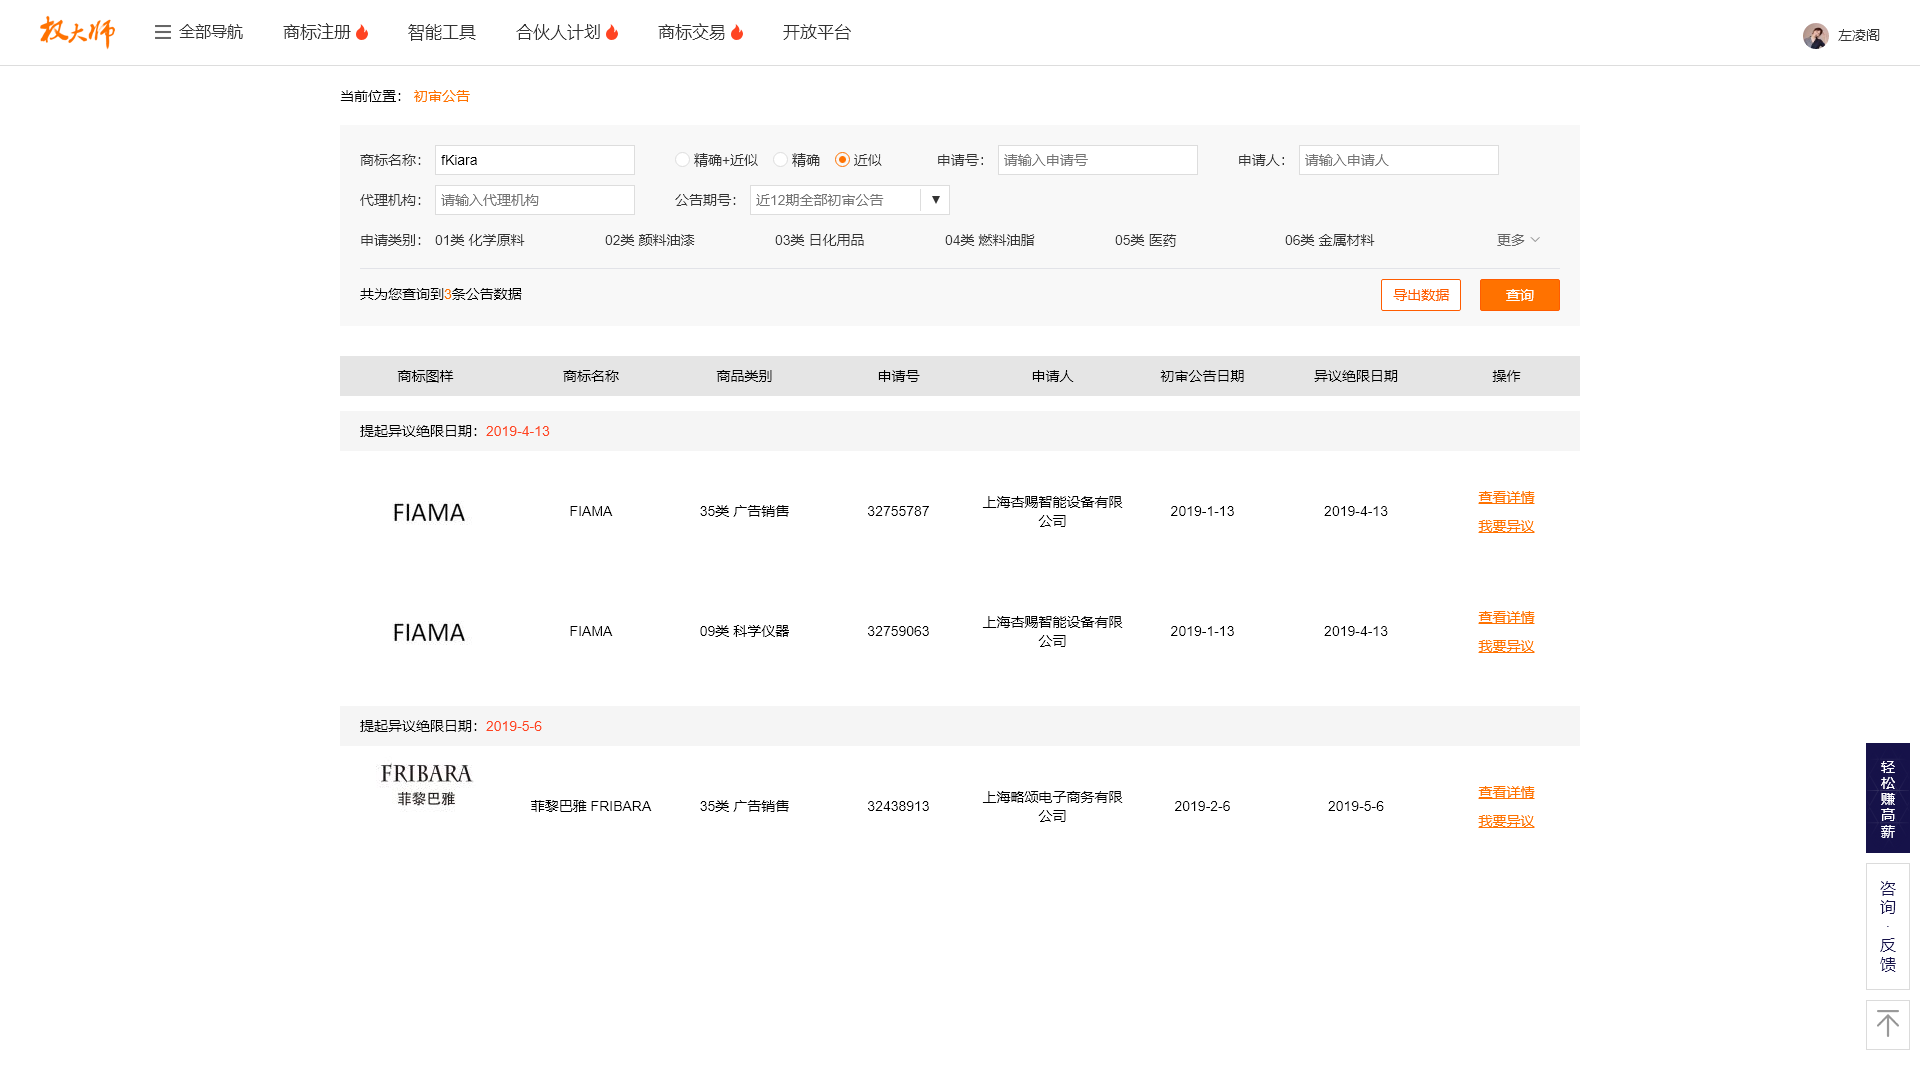 权大师 全部导航 商标注册 智能工具 合伙人计划 商标交易 开放平台 左凌阁
当前位置： 初审公告
商标名称： fKiara 精确+近似 精确 近似 申请号： 请输入申请号 申请人： 请输入申请人
代理机构： 请输入代理机构 公告期号： 近12期全部初审公告 ▼
申请类别： 01类 化学原料 02类 颜料油漆 03类 日化用品 04类 燃料油脂 05类 医药 06类 金属材料 更多
共为您查询到3条公告数据 导出数据 查询
商标图样 商标名称 商品类别 申请号 申请人 初审公告日期 异议绝限日期 操作
提起异议绝限日期：2019-4-13
FIAMA FIAMA 35类 广告销售 32755787 上海杏赐智能设备有限公司 2019-1-13 2019-4-13 查看详情
我要异议
FIAMA FIAMA 09类 科学仪器 32759063 上海杏赐智能设备有限公司 2019-1-13 2019-4-13 查看详情
我要异议
提起异议绝限日期：2019-5-6
FRIBARA
菲黎巴雅 菲黎巴雅 FRIBARA 35类 广告销售 32438913 上海略颂电子商务有限公司 2019-2-6 2019-5-6 查看详情
我要异议
轻松赚高薪
咨询·反馈